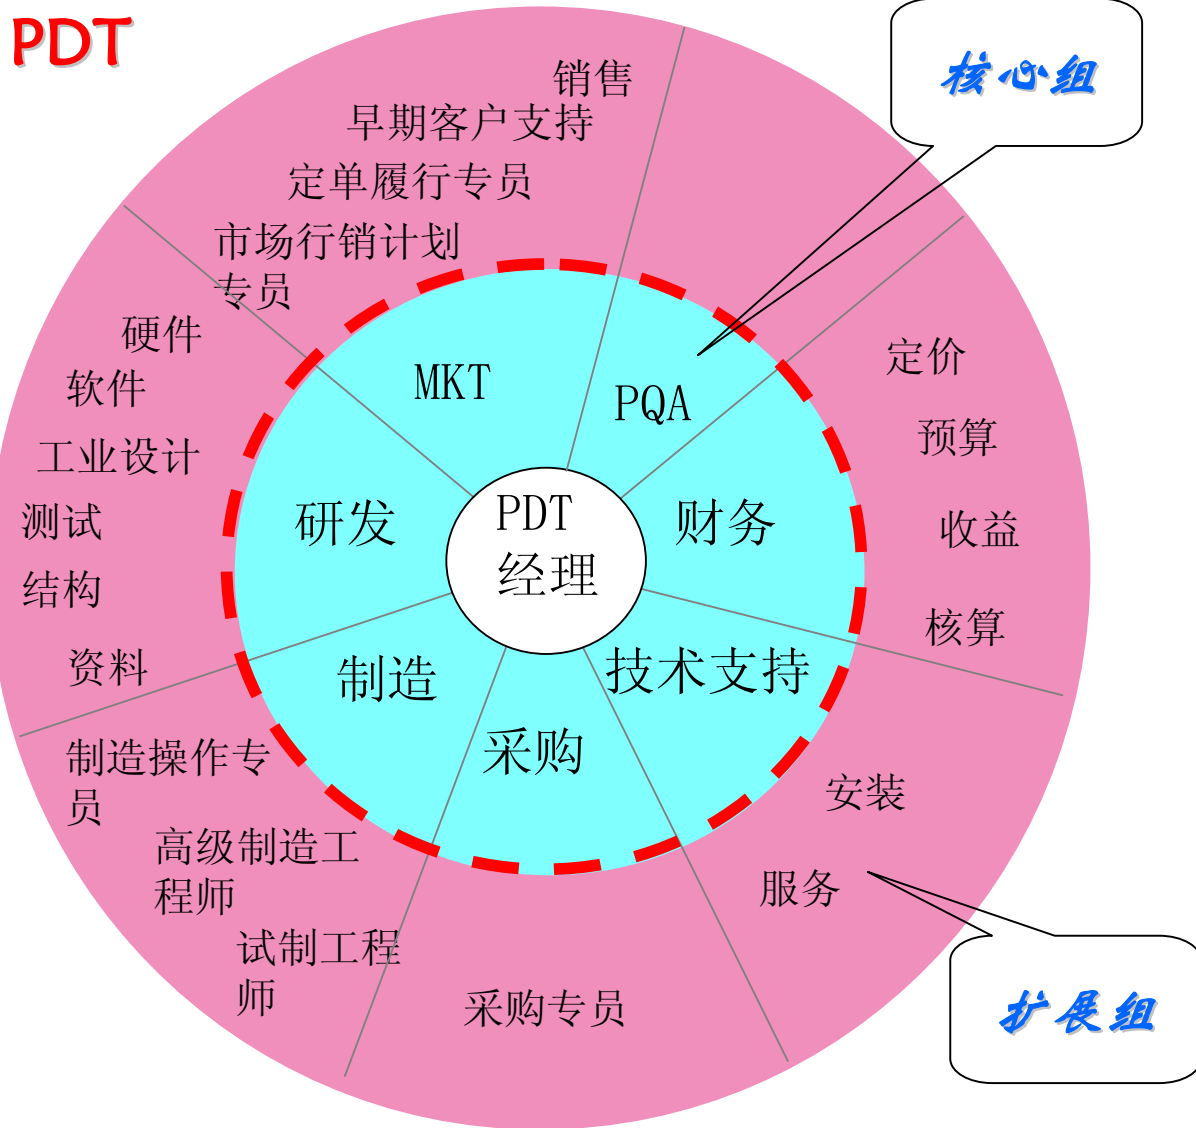 PDT
核心组
销售
早期客户支持
定单履行专员
市场行销计划
专员
硬件
软件
工业设计
测试
结构
资料
MKT
PQA
定价
预算
收益
核算
研发
PDT
经理
财务
制造
采购
技术支持
制造操作专
员
高级制造工
程师
试制工程
师
采购专员
安装
服务
扩展组